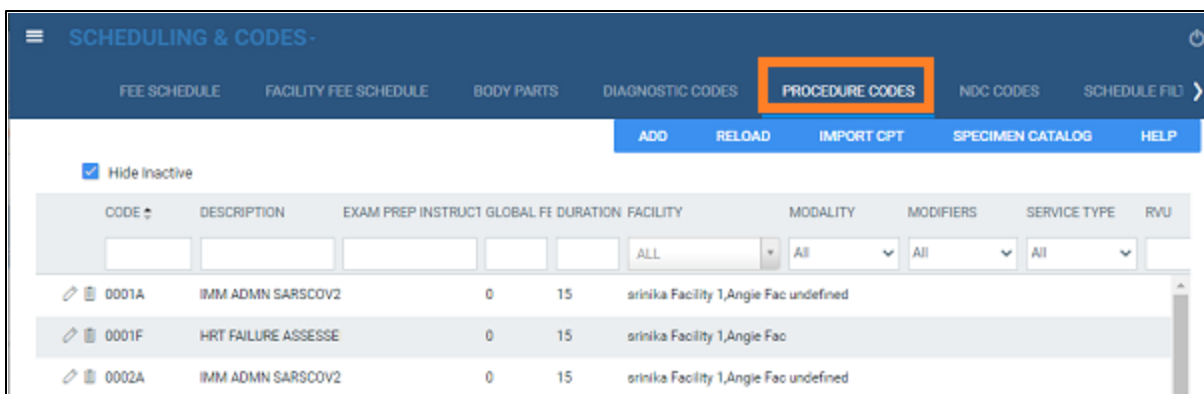 SCHEDULING & CODES-
FEE SCHEDULE FACILITY FEE SCHEDULE BODY PARTS DIAGNOSTIC CODES PROCEDURE CODES NDC CODES SCHEDULE FILT
ADD RELOAD IMPORT CPT SPECIMEN CATALOG HELP
Hide Inactive
CODE DESCRIPTION EXAM PREP INSTRUCT GLOBAL FE DURATION FACILITY MODALITY MODIFIERS SERVICE TYPE RVU
ALL All All All
0001A IMM ADMN SARSCOV2 0 15 srinika Facility 1,Angie Fac undefined
0001F HRT FAILURE ASSESSE 0 15 srinika Facility 1,Angie Fac
0002A IMM ADMN SARSCOV2 0 15 srinika Facility 1,Angie Fac undefined